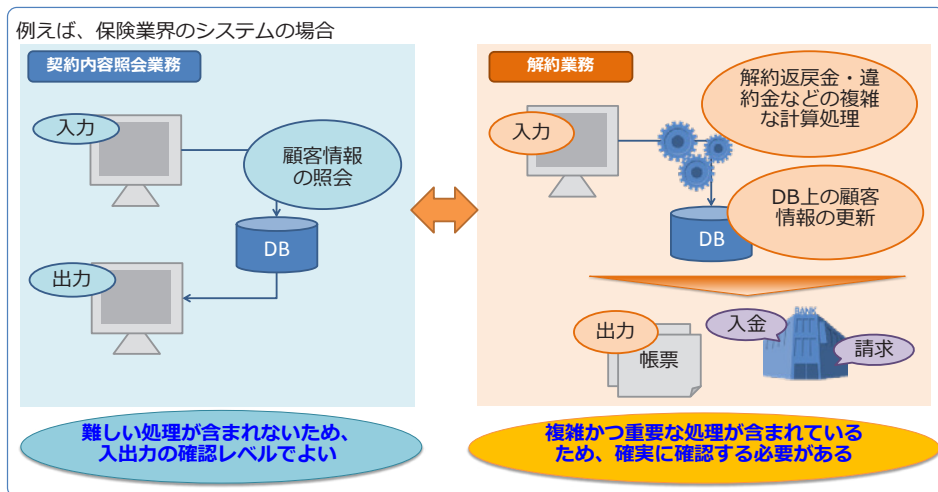 例えば、保険業界のシステムの場合
契約内容照会業務
入力
顧客情報
の照会
DB
出力
難しい処理が含まれないため、
入出力の確認レベルでよい
解約業務
入力
解約返戻金・違
約金などの複雑
な計算処理
DB上の顧客
情報の更新
DB
出力
帳票
入金
BANK
請求
複雑かつ重要な処理が含まれている
ため、確実に確認する必要がある